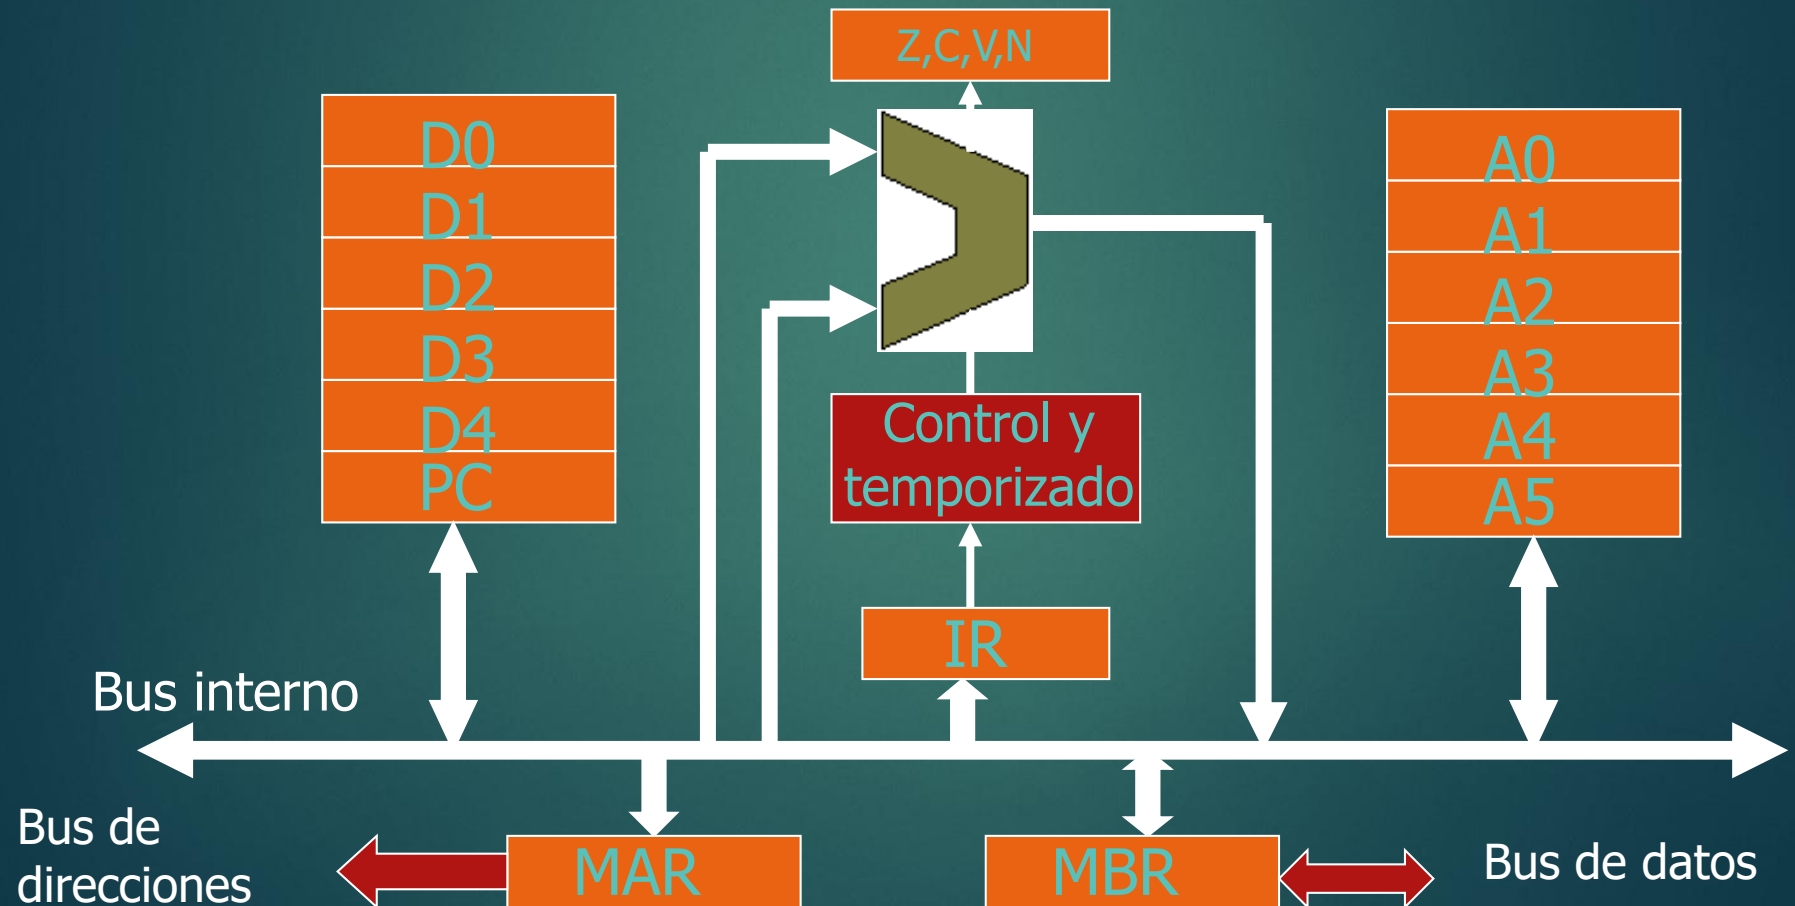 Z,C,V,N
D0
D1
D2
D3
D4
PC
A0
A1
A2
A3
A4
A5
Control y
temporizado
IR
Bus interno
Bus de
direcciones
MAR
MBR
Bus de datos